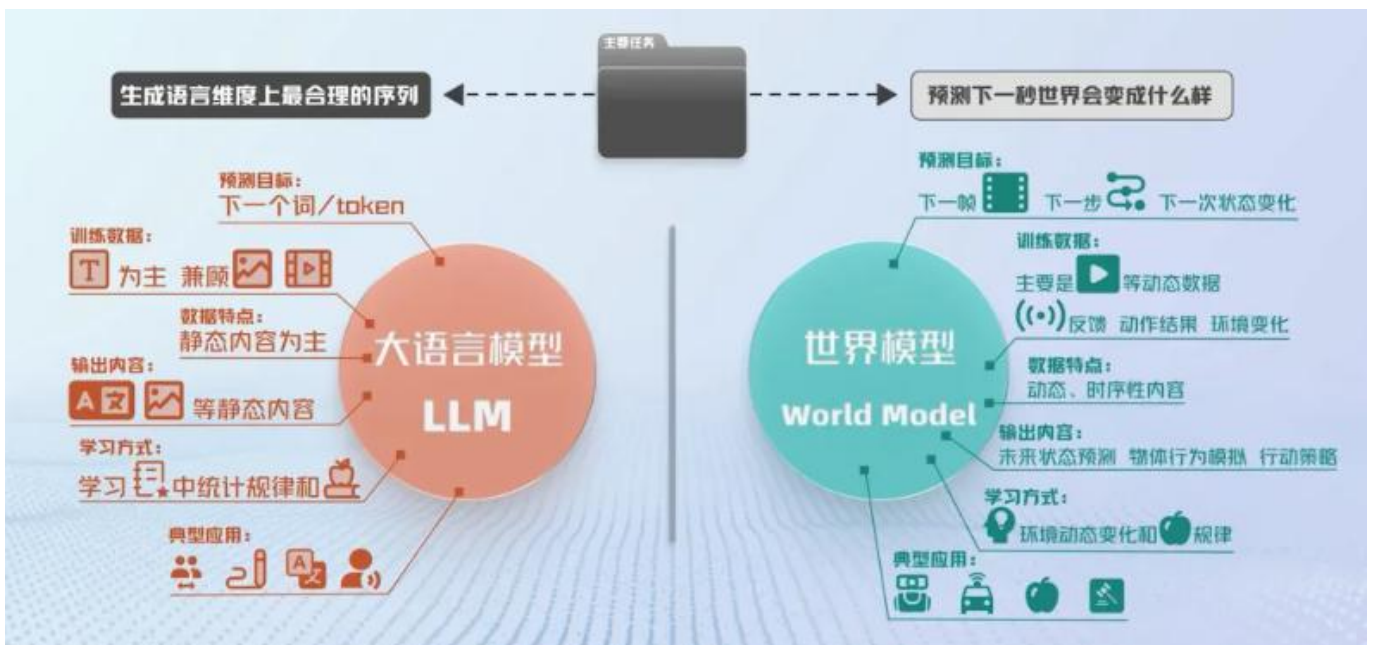 主要任务
生成语言维度上最合理的序列
预测下一秒世界会变成什么样
预测目标:
下一个词/token
训练数据:
T 为主 兼顾
数据特点:
静态内容为主
输出内容:
A 文 等静态内容
学习方式:
学习 中统计规律和
典型应用:
A 文
大语言模型
LLM
预测目标:
下一帧 下一步 下一次状态变化
训练数据:
主要是 等动态数据
反馈 动作结果 环境变化
数据特点:
动态、时序性内容
输出内容:
未来状态预测 物体行为模拟 行动策略
学习方式:
环境动态变化和 规律
典型应用:
世界模型
World Model